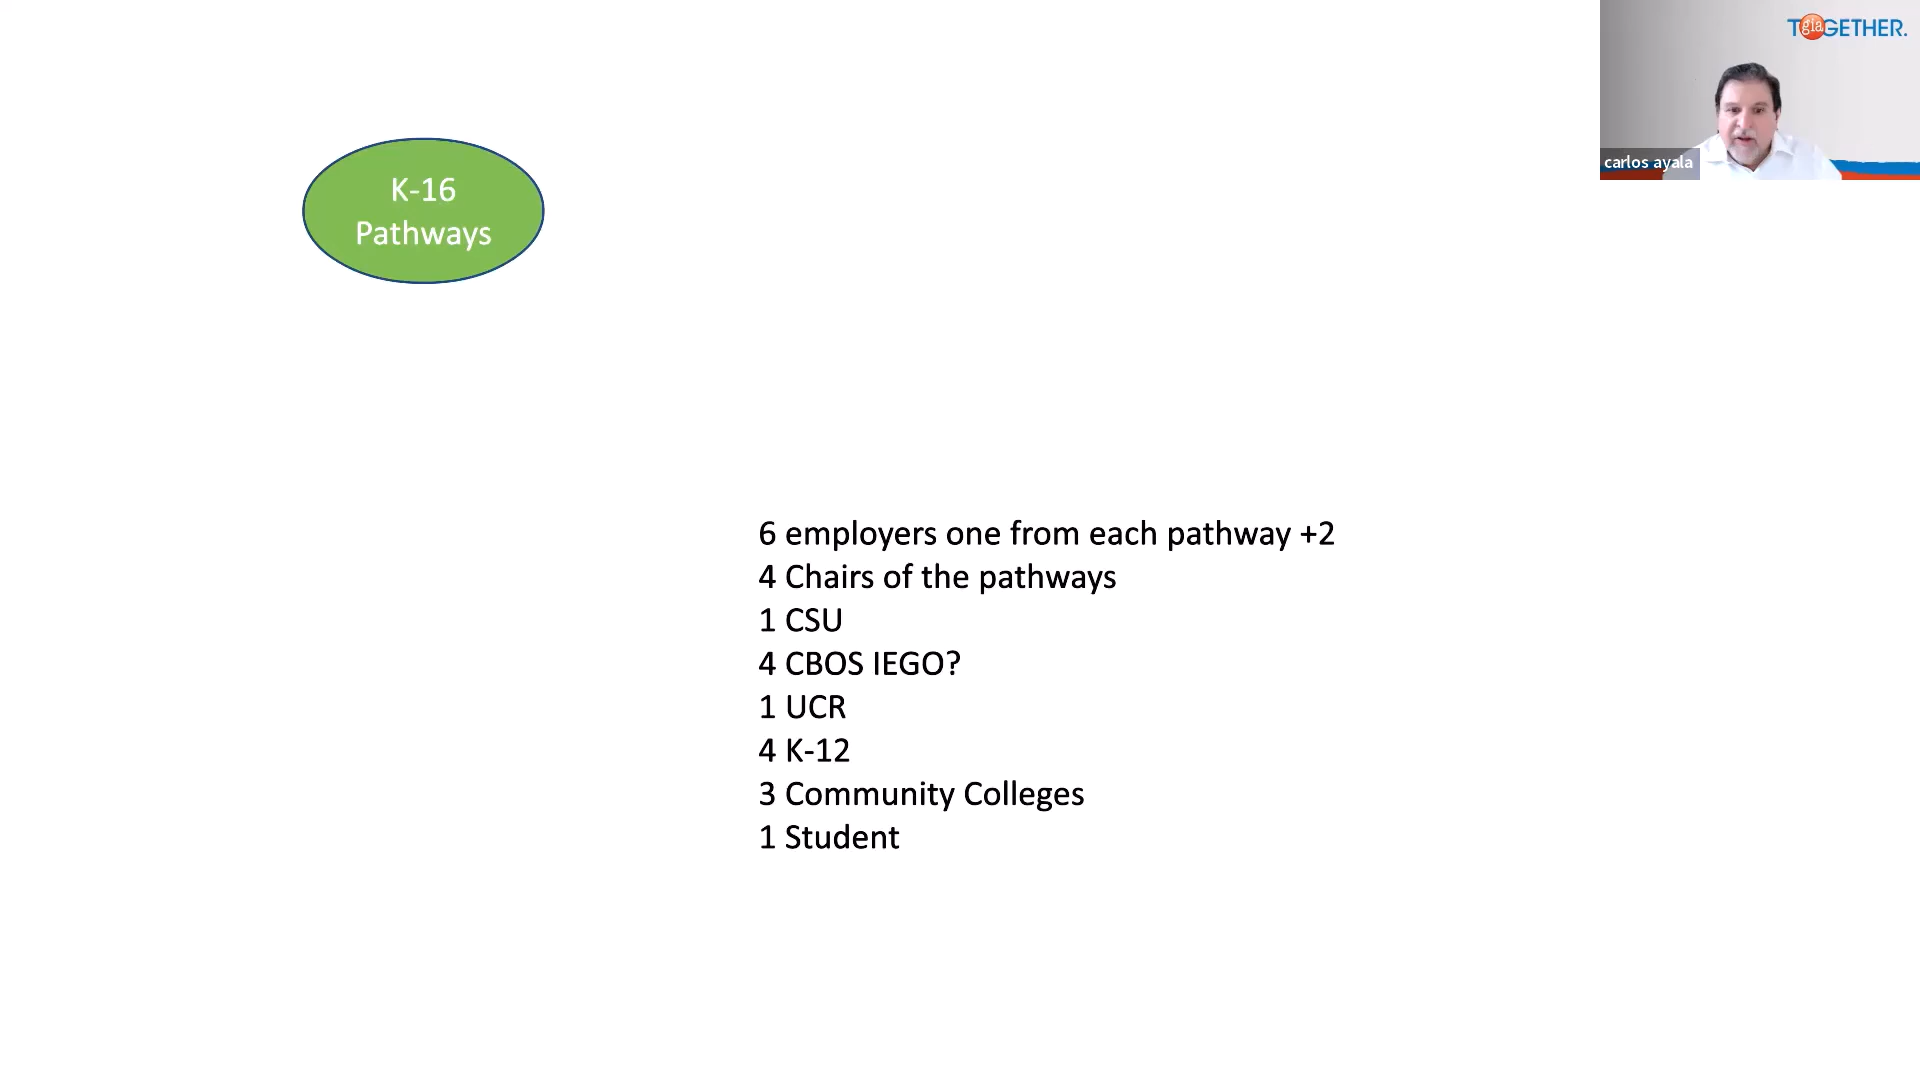 TOGETHER.
gia
carlos ayala
K-16
Pathways
6 employers one from each pathway +2
4 Chairs of the pathways
1 CSU
4 CBOS IEGO?
1 UCR
4 K-12
3 Community Colleges
1 Student